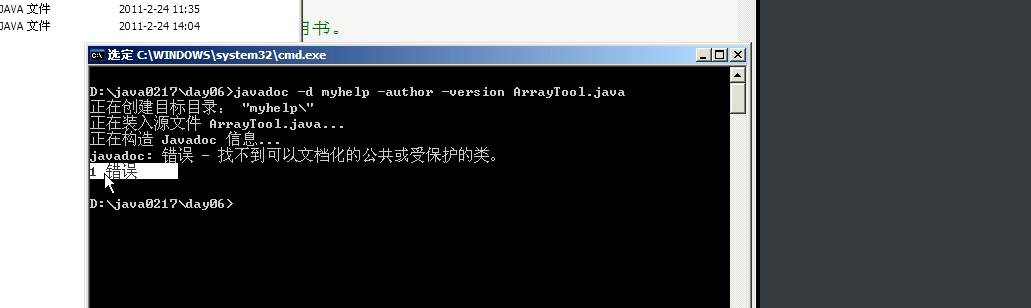 JAVA 文件 2011-2-24 11:35
JAVA 文件 2011-2-24 14:04
用书。
选定 C:\WINDOWS\system32\cmd.exe
D:\java0217\day06>javadoc -d myhelp -author -version ArrayTool.java
正在创建目标目录: "myhelp\"
正在装入源文件 ArrayTool.java...
正在构造 Javadoc 信息...
javadoc: 错误 - 找不到可以文档化的公共或受保护的类。
1 错误
D:\java0217\day06>